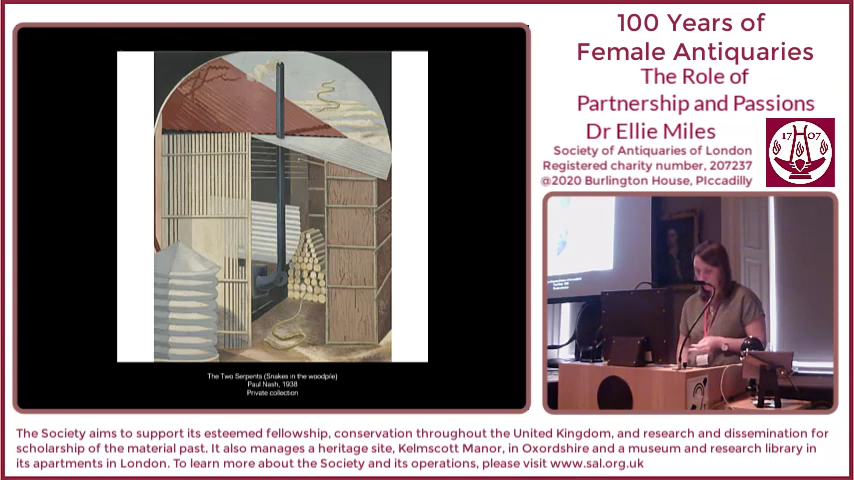 100 Years of
Female Antiquaries
The Role of
Partnership and Passions
Dr Ellie Miles
Society of Antiquaries of London
Registered charity number, 207237
@2020 Burlington House, PIccadilly
17 07
The Two Serpents (Snakes in the woodpile)
Paul Nash, 1938
Private collection
The Society aims to support its esteemed fellowship, conservation throughout the United Kingdom, and research and dissemination for
scholarship of the material past. It also manages a heritage site, Kelmscott Manor, in Oxordshire and a museum and research library in
its apartments in London. To learn more about the Society and its operations, please visit www.sal.org.uk